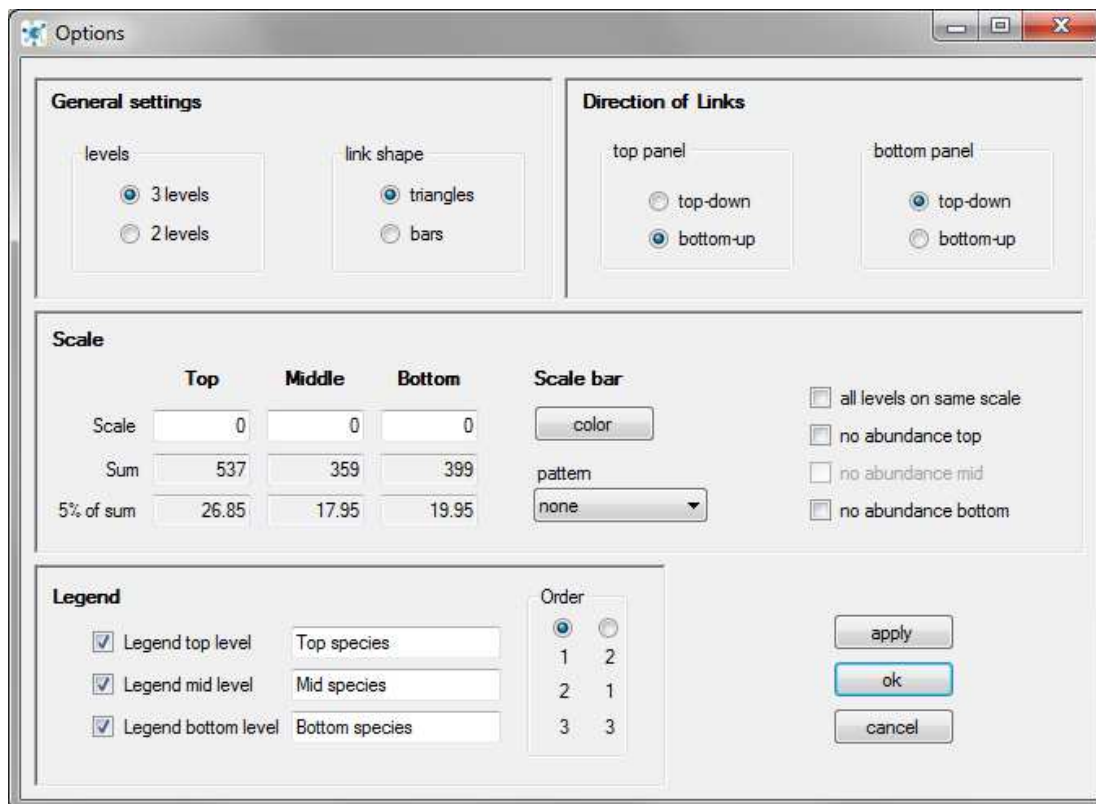 Options
General settings
levels
3 levels
2 levels
link shape
triangles
bars
Direction of Links
top panel
top-down
bottom-up
bottom panel
top-down
bottom-up
Scale
Top Middle Bottom
Scale 0 0 0
Sum 537 359 399
5% of sum 26.85 17.95 19.95
Scale bar
color
pattern
none
all levels on same scale
no abundance top
no abundance mid
no abundance bottom
Legend
Legend top level Top species
Legend mid level Mid species
Legend bottom level Bottom species
Order
1 2
2 1
3 3
apply
ok
cancel